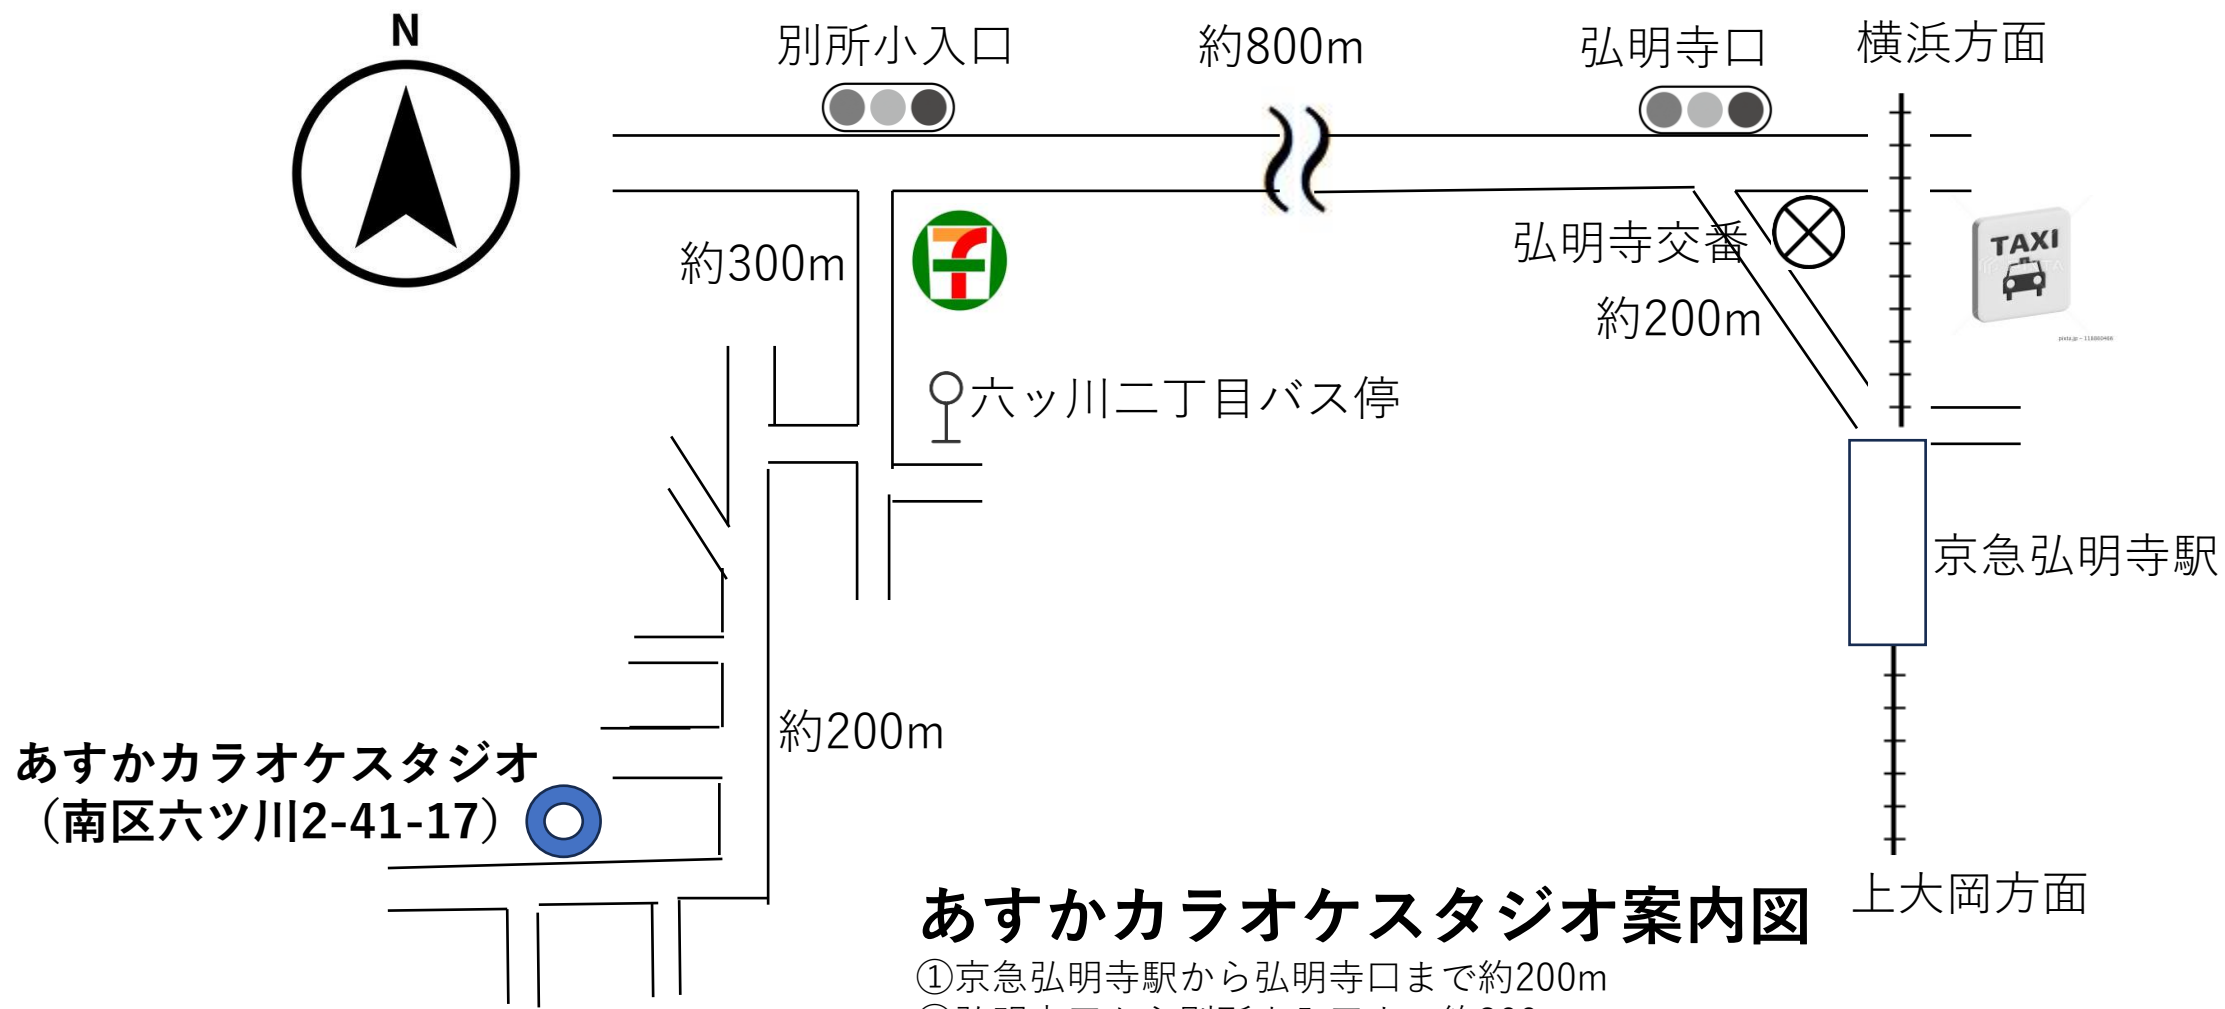 N
別所小入口
約800m
弘明寺口
横浜方面
約300m
弘明寺交番
TAXI
約200m
六ッ川二丁目バス停
京急弘明寺駅
約200m
あすかカラオケスタジオ
（南区六ツ川2-41-17）
上大岡方面
あすかカラオケスタジオ案内図
①京急弘明寺駅から弘明寺口まで約200m